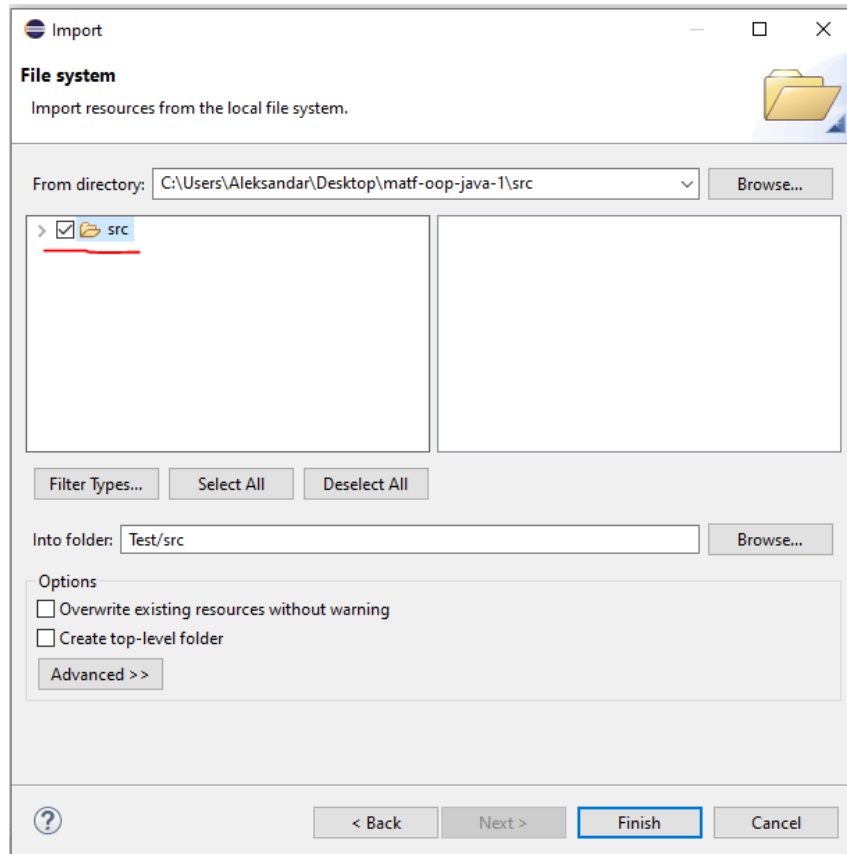 Import
File system
Import resources from the local file system.
From directory: C:\Users\Aleksandar\Desktop\matf-oop-java-1\src Browse...
src
Filter Types... Select All Deselect All
Into folder: Test/src Browse...
Options
Overwrite existing resources without warning
Create top-level folder
Advanced >>
? < Back Next > Finish Cancel